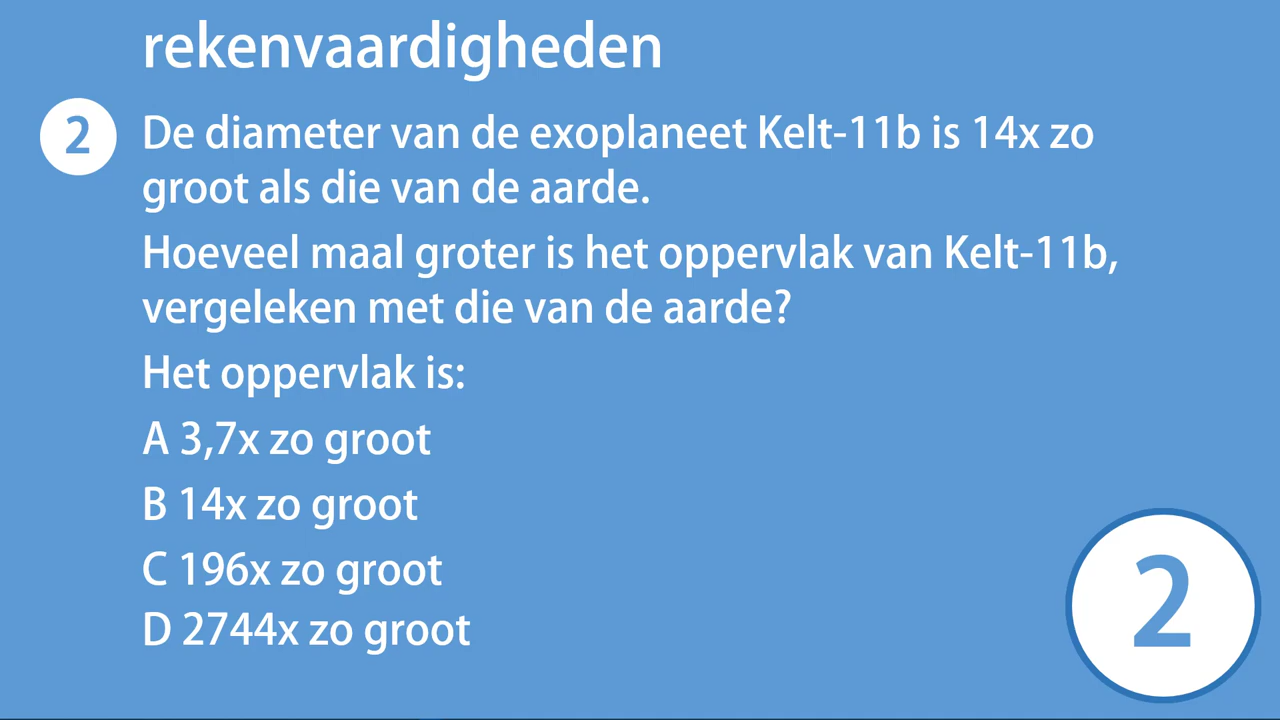 rekenvaardigheden
2 De diameter van de exoplaneet Kelt-11b is 14x zo
groot als die van de aarde.
Hoeveel maal groter is het oppervlak van Kelt-11b,
vergeleken met die van de aarde?
Het oppervlak is:
A 3,7x zo groot
B 14x zo groot
C 196x zo groot
D 2744x zo groot
2